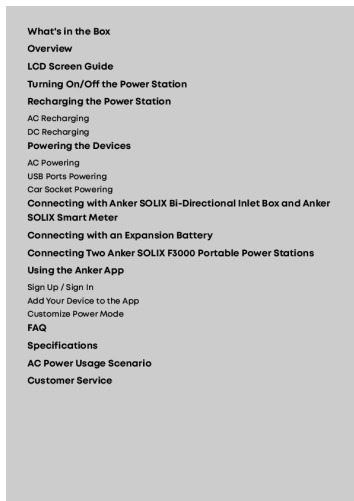 What's in the Box
Overview
LCD Screen Guide
Turning On/Off the Power Station
Recharging the Power Station
AC Recharging
DC Recharging
Powering the Devices
AC Powering
USB Ports Powering
Car Socket Powering
Connecting with Anker SOLIX Bi-Directional Inlet Box and Anker
SOLIX Smart Meter
Connecting with an Expansion Battery
Connecting Two Anker SOLIX F3000 Portable Power Stations
Using the Anker App
Sign Up / Sign In
Add Your Device to the App
Customize Power Mode
FAQ
Specifications
AC Power Usage Scenario
Customer Service